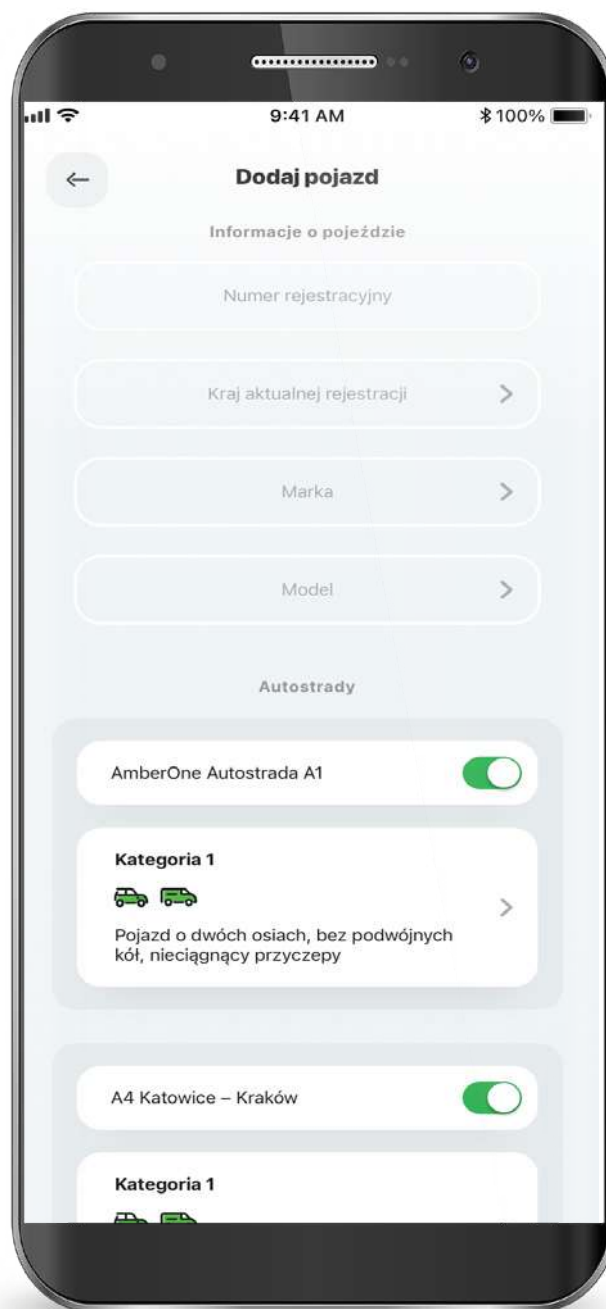 9:41 AM
100%
Dodaj pojazd
Informacje o pojeździe
Numer rejestracyjny
Kraj aktualnej rejestracji
Marka
Model
Autostrady
AmberOne Autostrada A1
Kategoria 1
Pojazd o dwóch osiach, bez podwójnych
kół, nieciągnący przyczepy
A4 Katowice – Kraków
Kategoria 1